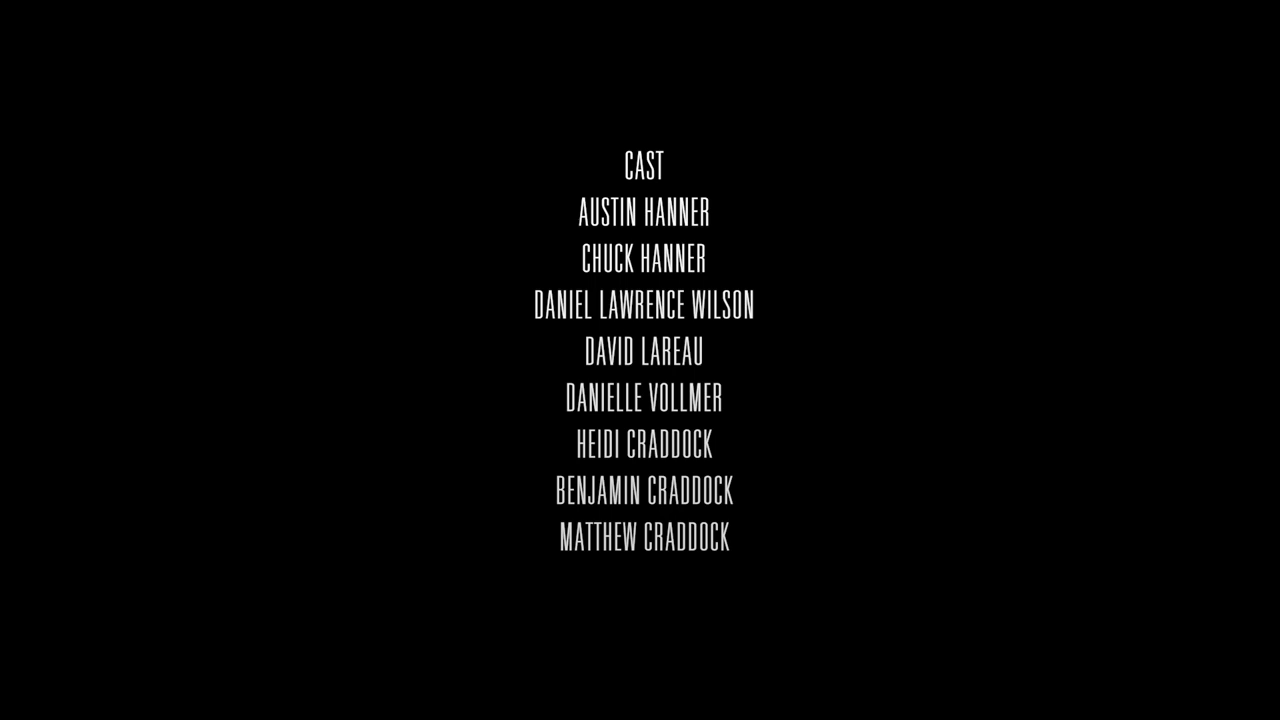 CAST
AUSTIN HANNER
CHUCK HANNER
DANIEL LAWRENCE WILSON
DAVID LAREAU
DANIELLE VOLLMER
HEIDI CRADDOCK
BENJAMIN CRADDOCK
MATTHEW CRADDOCK